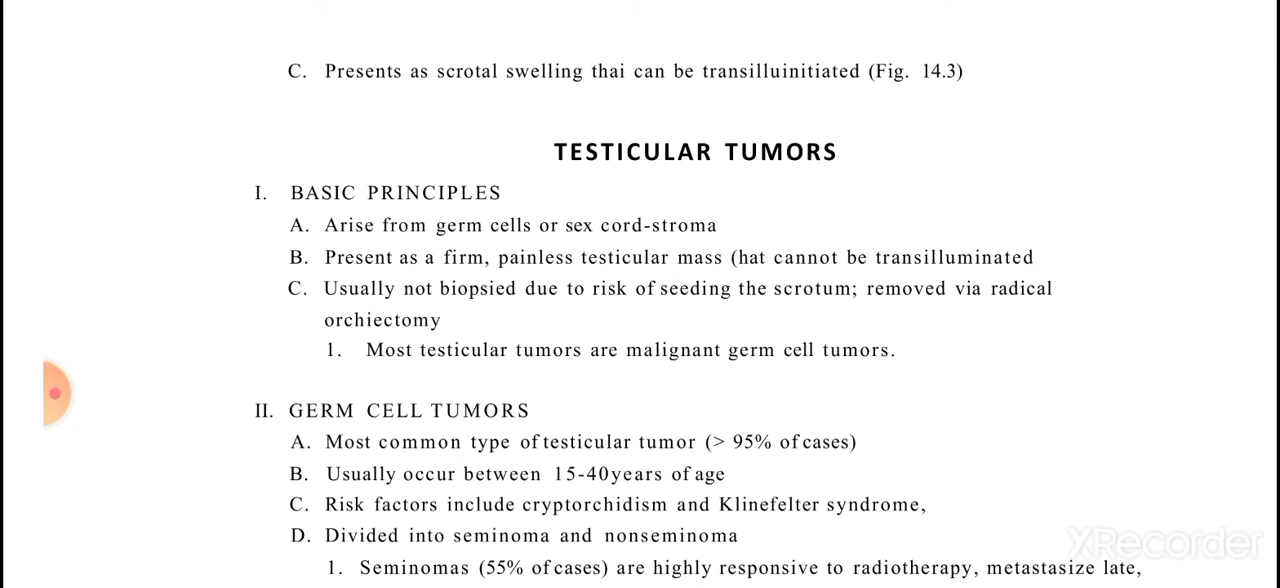 C. Presents as scrotal swelling thai can be transilluinitiated (Fig. 14.3)
TESTICULAR TUMORS
I. BASIC PRINCIPLES
A. Arise from germ cells or sex cord-stroma
B. Present as a firm, painless testicular mass (hat cannot be transilluminated
C. Usually not biopsied due to risk of seeding the scrotum; removed via radical
orchiectomy
1. Most testicular tumors are malignant germ cell tumors.
II. GERM CELL TUMORS
A. Most common type of testicular tumor (> 95% of cases)
B. Usually occur between 15-40years of age
C. Risk factors include cryptorchidism and Klinefelter syndrome,
D. Divided into seminoma and nonseminoma
1. Seminomas (55% of cases) are highly responsive to radiotherapy, metastasize late,
XRecorder